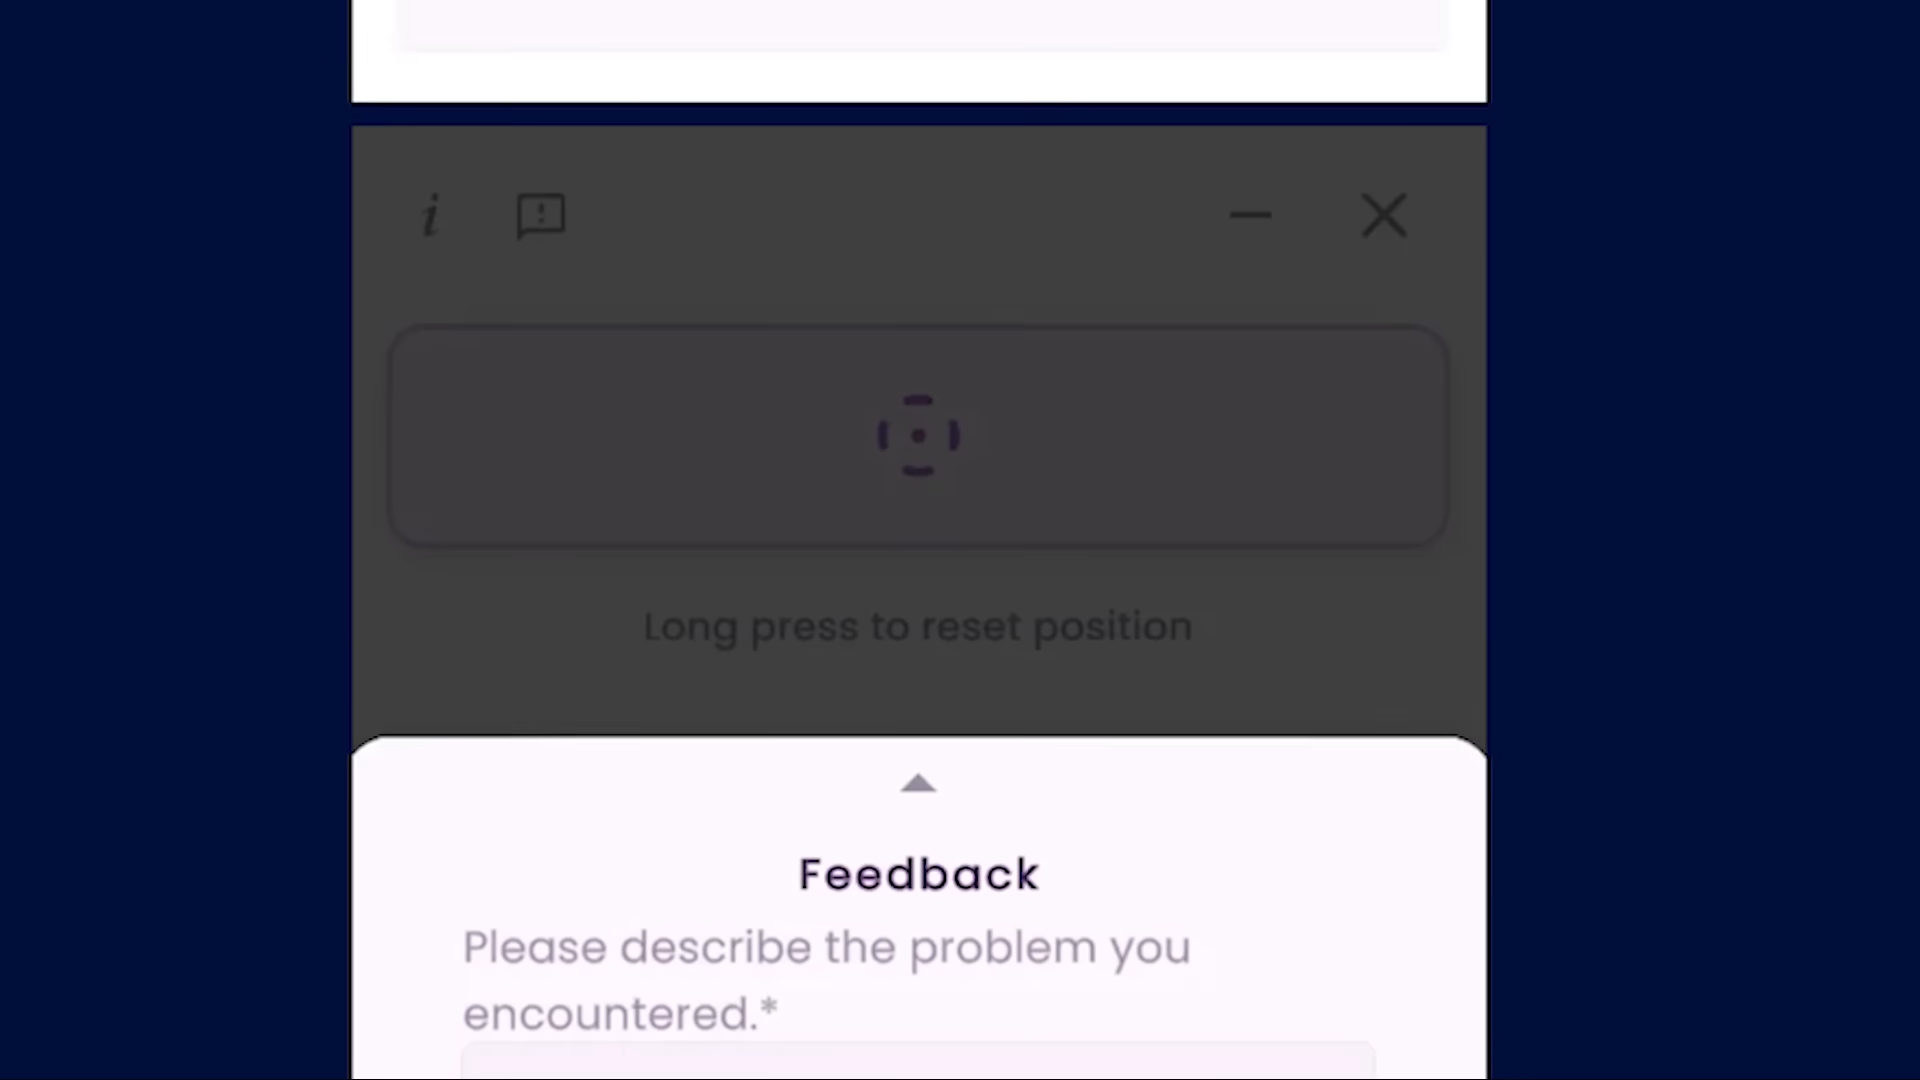 Long press to reset position
Feedback
Please describe the problem you
encountered.*